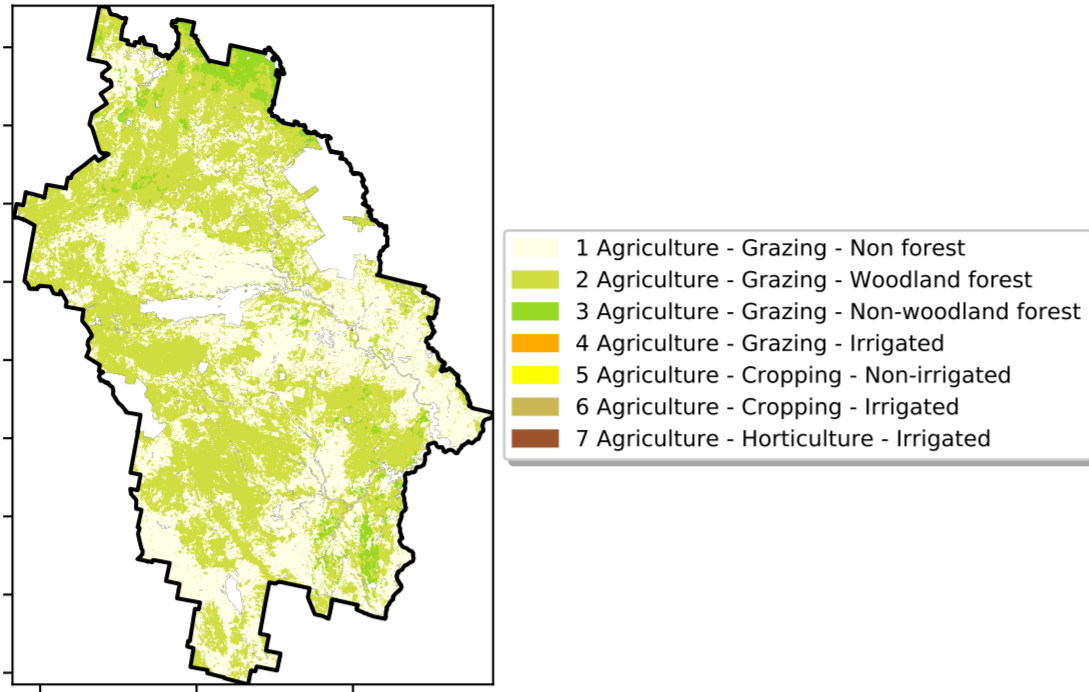 1 Agriculture - Grazing - Non forest
2 Agriculture - Grazing - Woodland forest
3 Agriculture - Grazing - Non-woodland forest
4 Agriculture - Grazing - Irrigated
5 Agriculture - Cropping - Non-irrigated
6 Agriculture - Cropping - Irrigated
7 Agriculture - Horticulture - Irrigated